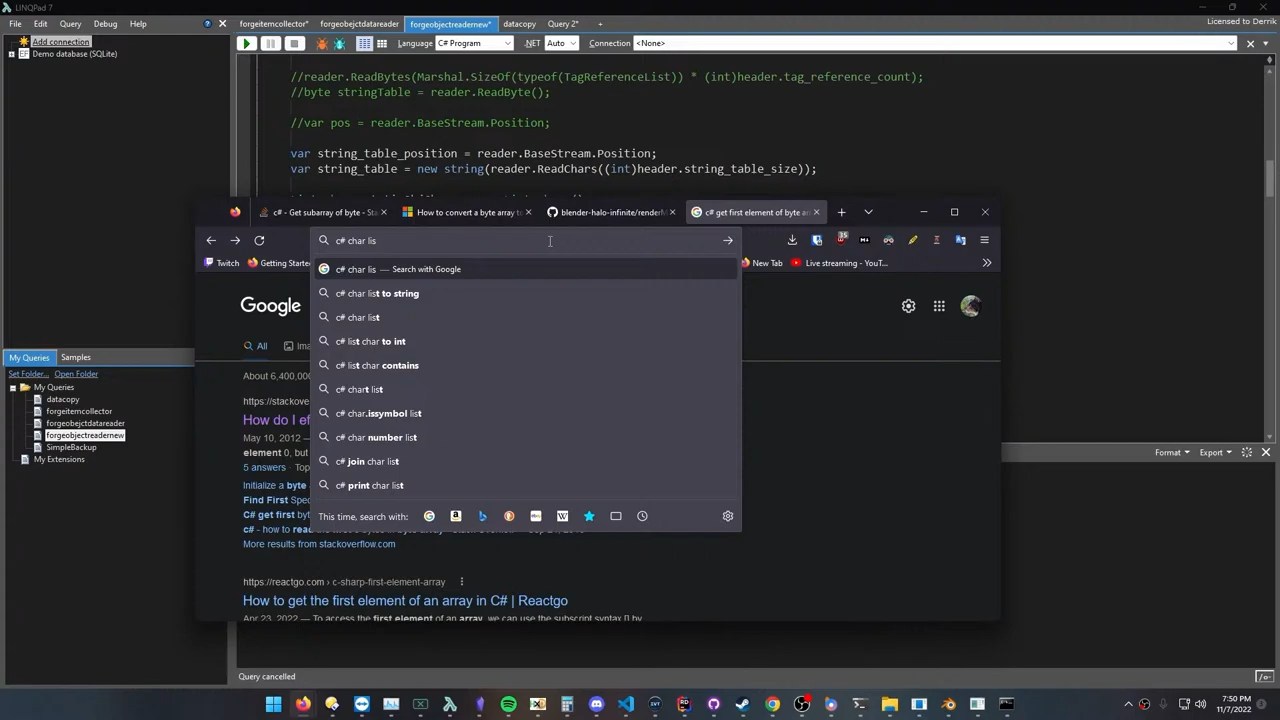 LINQPad 7
File Edit Query Debug Help
forgeitemcollector* forgeobejctdatareader forgeobjectreadernew* datacopy Query 2* +
Licensed to Derrik
Add connection
Demo database (SQLite)
Language C# Program .NET Auto Connection <None>
//reader.ReadBytes(Marshal.SizeOf(typeof(TagReferenceList)) * (int)header.tag_reference_count);
//byte stringTable = reader.ReadByte();
//var pos = reader.BaseStream.Position;
var string_table_position = reader.BaseStream.Position;
var string_table = new string(reader.ReadChars((int)header.string_table_size));
c# - Get subarray of byte - Sta
How to convert a byte array to
blender-halo-infinite/renderM
c# get first element of byte an
c# char lis
15
Twitch
Getting Starte
New Tab
Live streaming - YouT...
c# char lis — Search with Google
c# char list to string
c# char list
c# list char to int
c# list char contains
c# chart list
c# char.issymbol list
c# char number list
c# join char list
c# print char list
This time, search with:
Google
All Ima
About 6,400,000
https://stackove
How do I ef
May 10, 2012 —
element 0, but
5 answers · Top
Initialize a byte
Find First Spec
C# get first byt
c# - how to read
More results from stackoverflow.com
https://reactgo.com › c-sharp-first-element-array
How to get the first element of an array in C# | Reactgo
Apr 23, 2022 — To access the first element of an array, we can use the subscript syntax [] by
My Queries Samples
Set Folder... Open Folder
My Queries
datacopy
forgeitemcollector
forgeobejctdatareader
forgeobjectreadernew
SimpleBackup
My Extensions
Format Export
Query cancelled
/o-
7:50 PM
11/7/2022